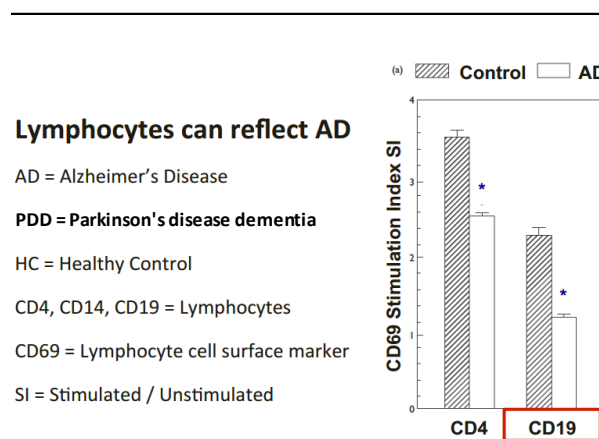 (a) Control AD
Lymphocytes can reflect AD
AD = Alzheimer's Disease
PDD = Parkinson's disease dementia
HC = Healthy Control
CD4, CD14, CD19 = Lymphocytes
CD69 = Lymphocyte cell surface marker
SI = Stimulated / Unstimulated
CD69 Stimulation Index SI
4
3
2
1
0
*
*
CD4 CD19